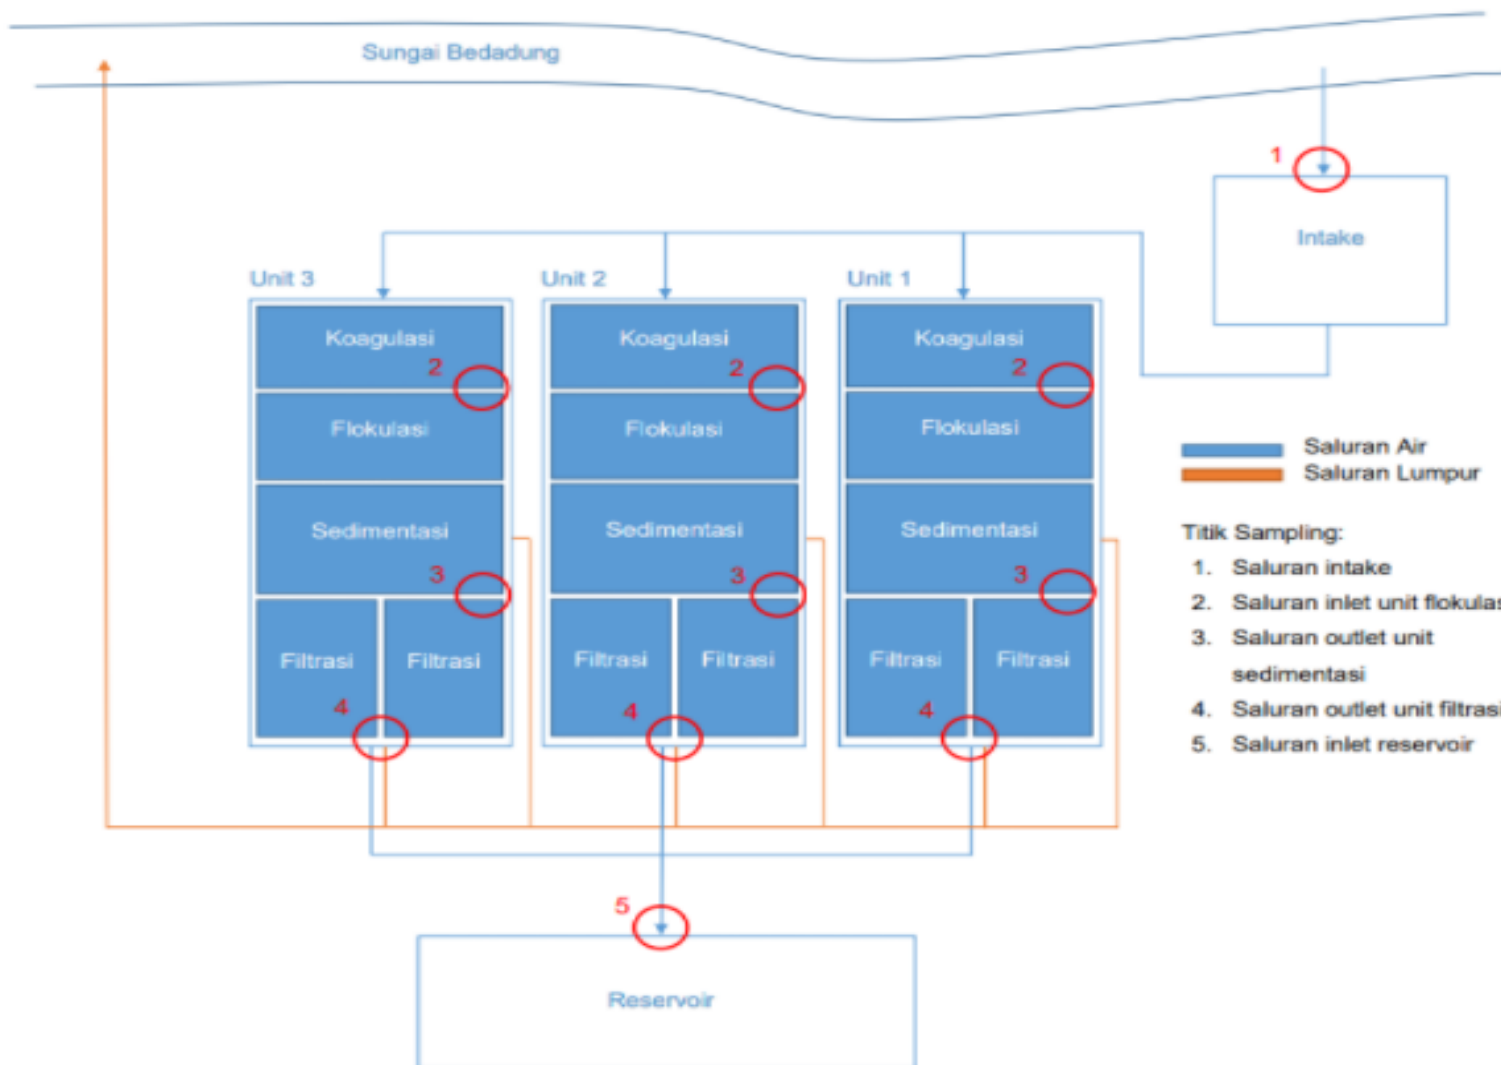 Sungai Bedadung
1
Intake
Unit 3
Unit 2
Unit 1
Koagulasi
Koagulasi
Koagulasi
2
2
2
Flokulasi
Flokulasi
Flokulasi
Sedimentasi
Sedimentasi
Sedimentasi
3
3
3
Filtrasi
Filtrasi
Filtrasi
Filtrasi
Filtrasi
Filtrasi
4
4
4
Saluran Air
Saluran Lumpur
Titik Sampling:
1. Saluran intake
2. Saluran inlet unit flokulas
3. Saluran outlet unit
sedimentasi
4. Saluran outlet unit filtrasi
5. Saluran inlet reservoir
5
Reservoir